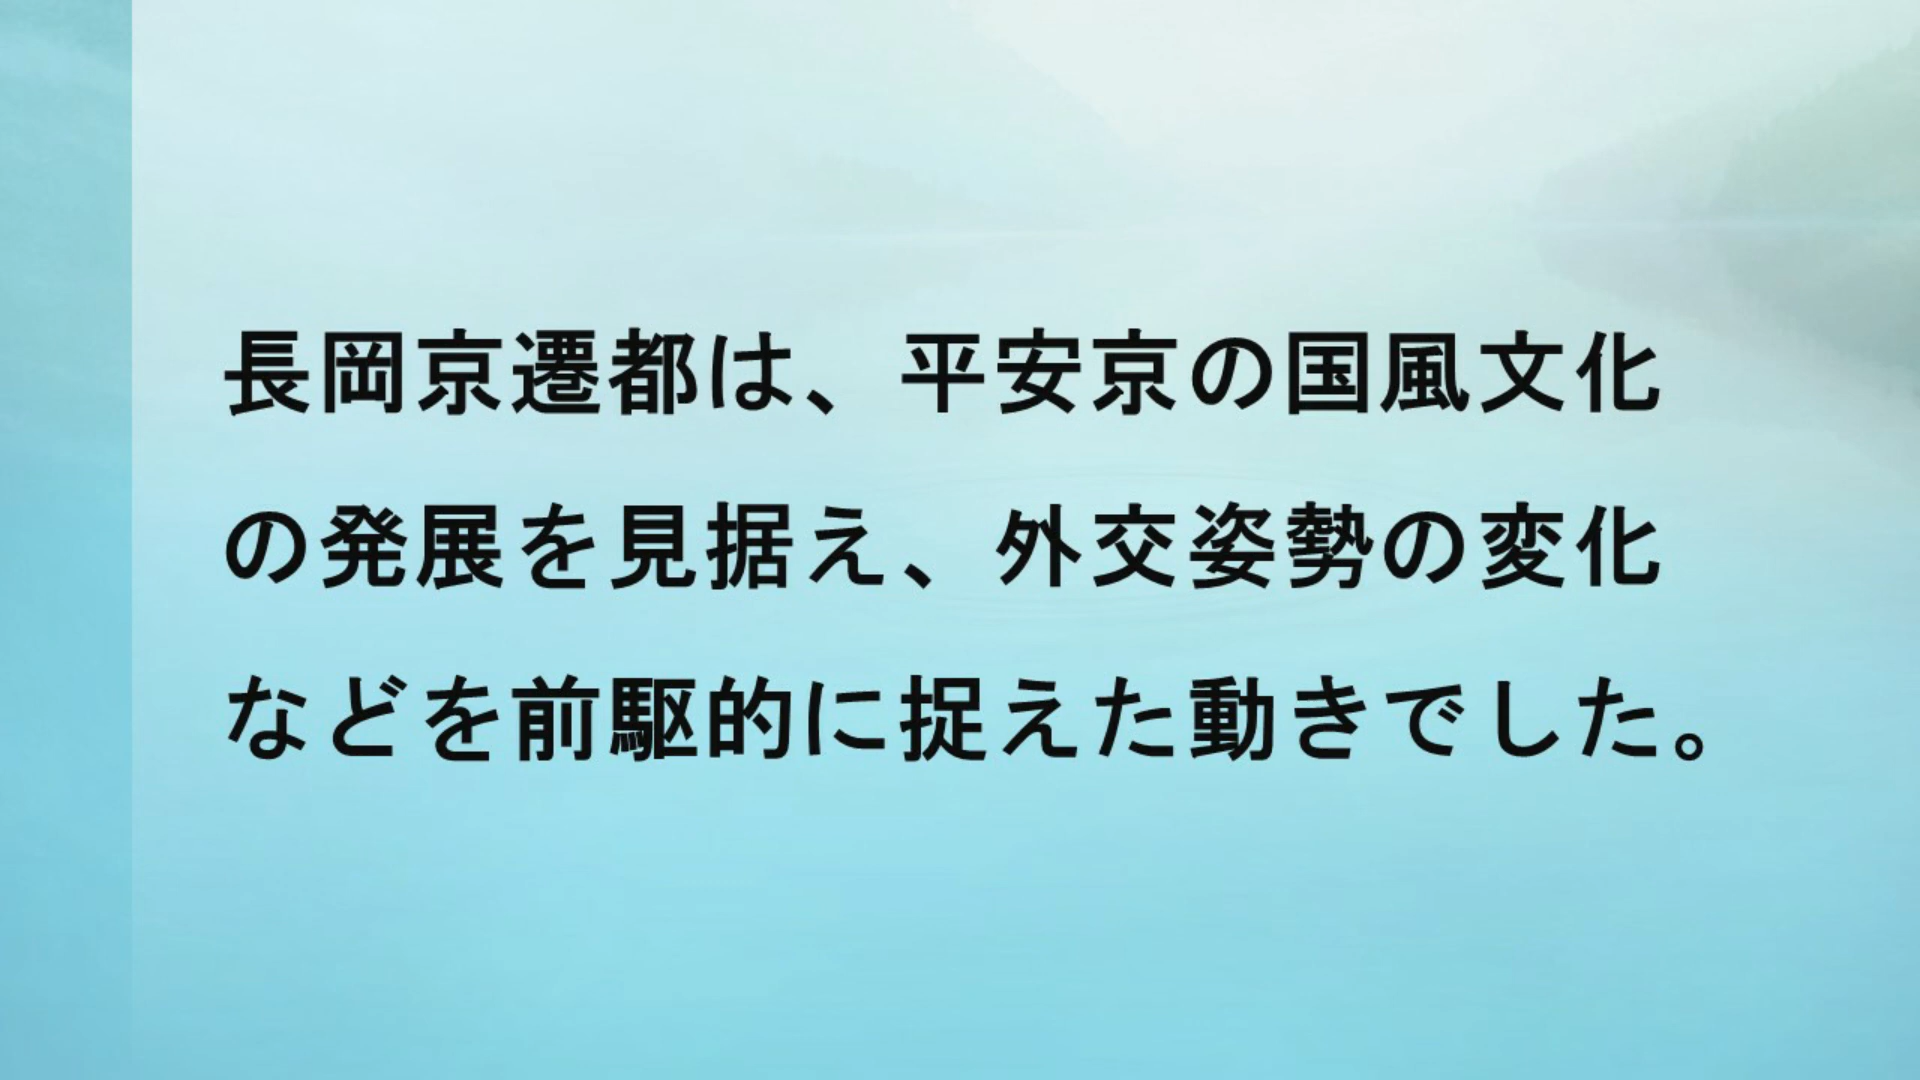 長岡京遷都は、平安京の国風文化
の発展を見据え、外交姿勢の変化
などを前駆的に捉えた動きでした。